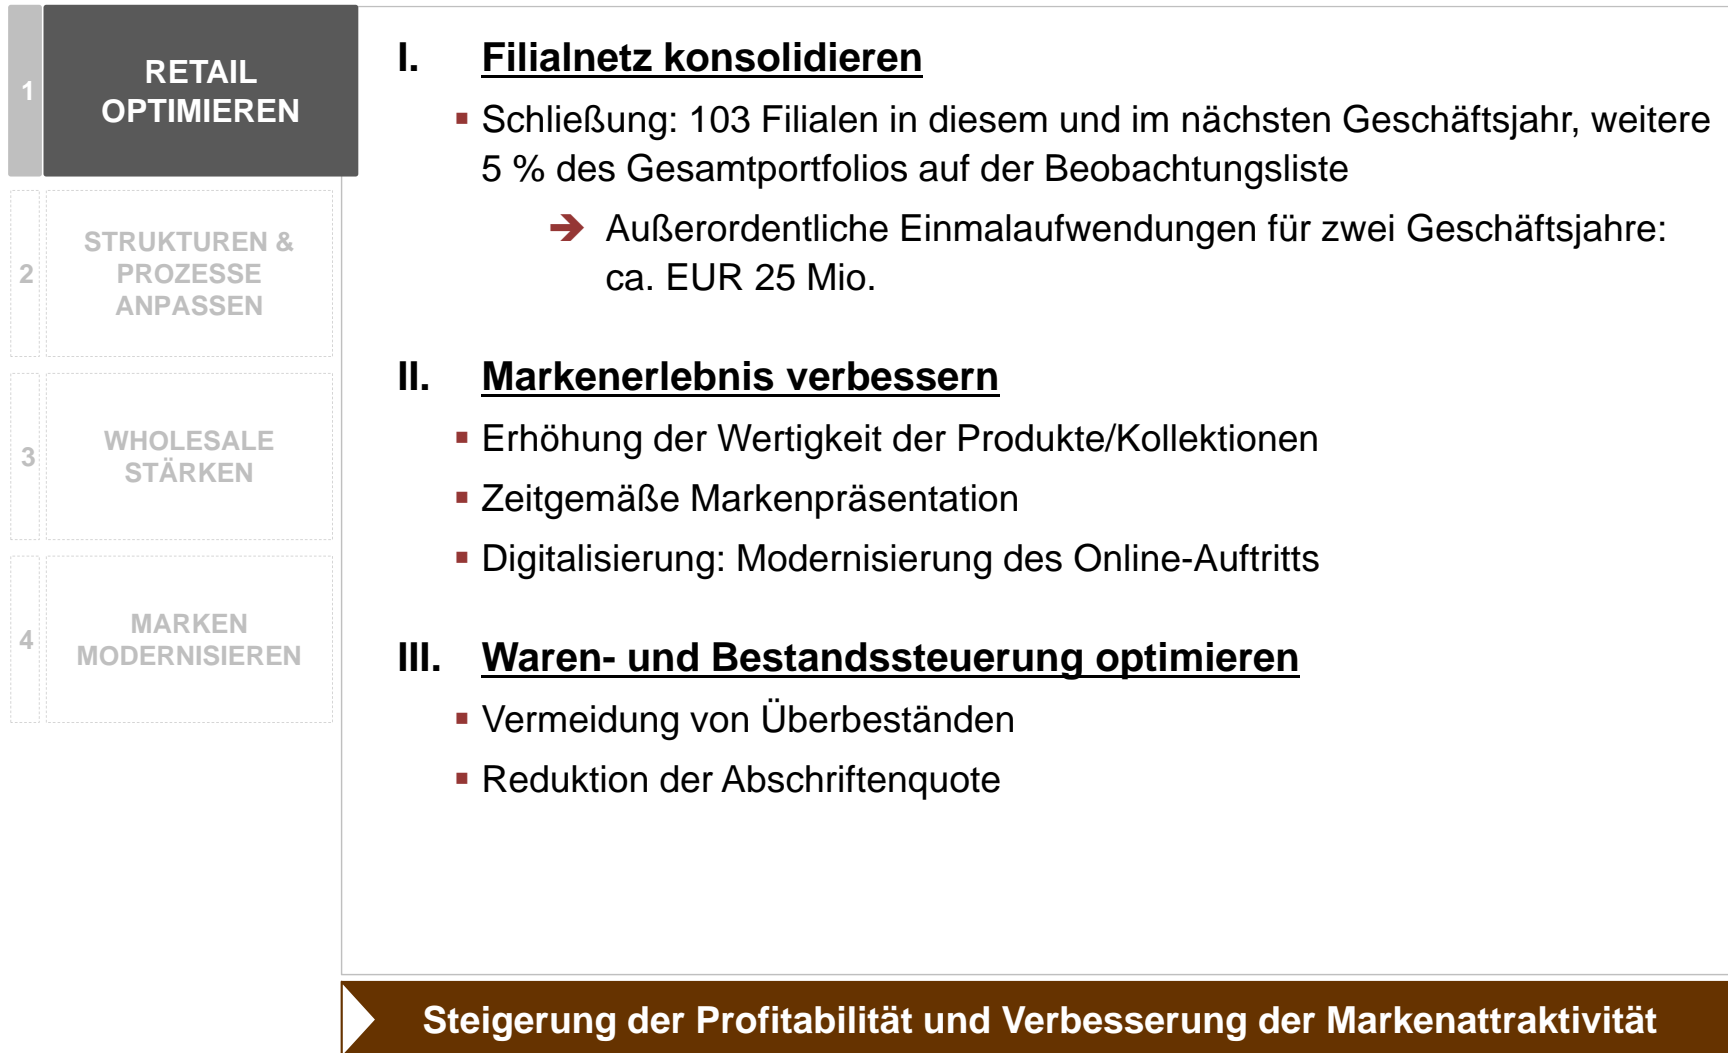 1
RETAIL
OPTIMIEREN
2
STRUKTUREN &
PROZESSE
ANPASSEN
3
WHOLESALE
STÄRKEN
4
MARKEN
MODERNISIEREN
I. Filialnetz konsolidieren
▪ Schließung: 103 Filialen in diesem und im nächsten Geschäftsjahr, weitere
5 % des Gesamtportfolios auf der Beobachtungsliste
➔ Außerordentliche Einmalaufwendungen für zwei Geschäftsjahre:
ca. EUR 25 Mio.
II. Markenerlebnis verbessern
▪ Erhöhung der Wertigkeit der Produkte/Kollektionen
▪ Zeitgemäße Markenpräsentation
▪ Digitalisierung: Modernisierung des Online-Auftritts
III. Waren- und Bestandssteuerung optimieren
▪ Vermeidung von Überbeständen
▪ Reduktion der Abschriftenquote
Steigerung der Profitabilität und Verbesserung der Markenattraktivität